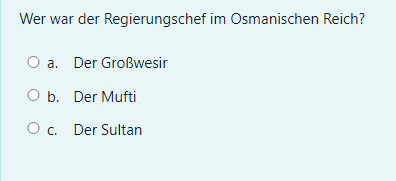 Wer war der Regierungschef im Osmanischen Reich?
a. Der Großwesir
b. Der Mufti
c. Der Sultan